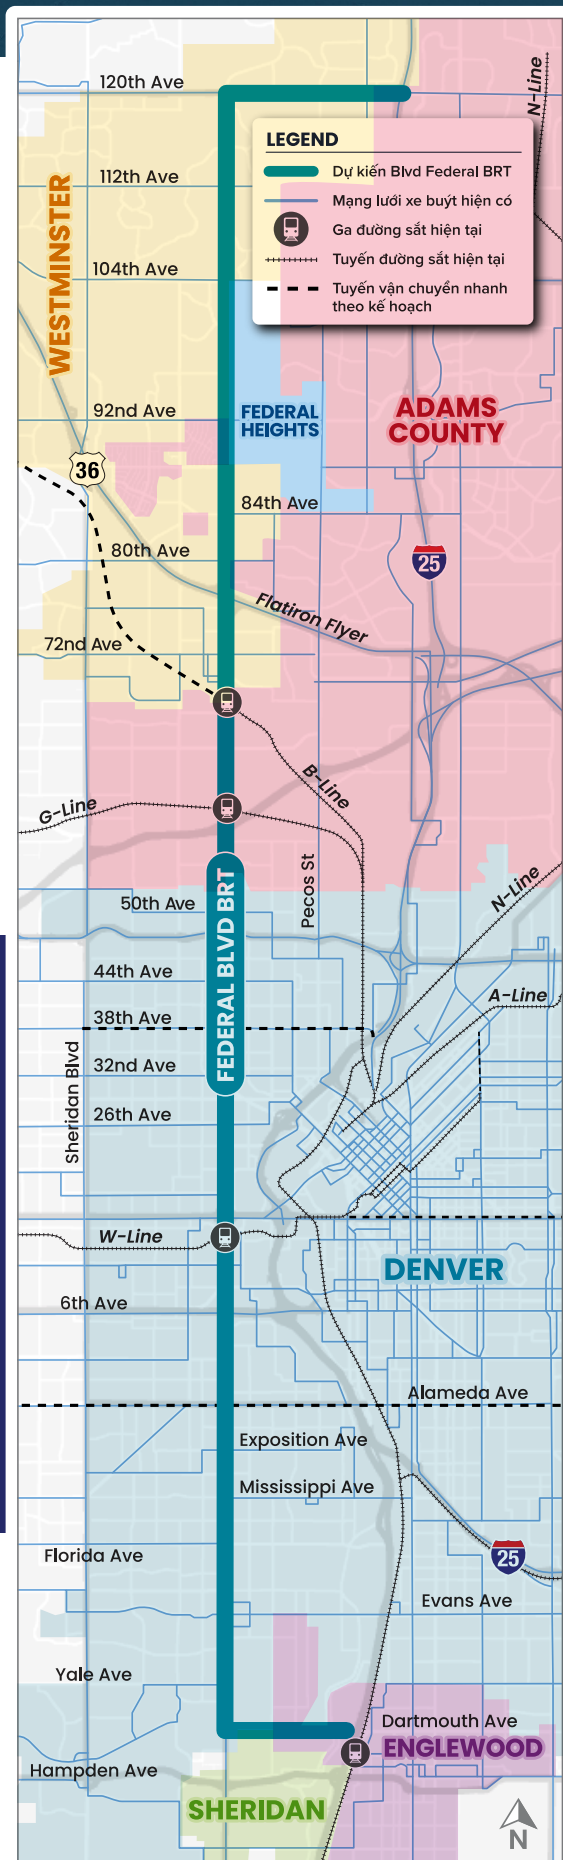 120th Ave
N-Line
LEGEND
Dự kiến Blvd Federal BRT
Mạng lưới xe buýt hiện có
Ga đường sắt hiện tại
Tuyến đường sắt hiện tại
Tuyến vận chuyển nhanh
theo kế hoạch
112th Ave
WESTMINSTER
104th Ave
92nd Ave
FEDERAL
HEIGHTS
ADAMS
COUNTY
36
84th Ave
80th Ave
25
Flatiron Flyer
72nd Ave
B-Line
G-Line
Pecos St
N-Line
50th Ave
FEDERAL BLVD BRT
44th Ave
A-Line
38th Ave
Sheridan Blvd
32nd Ave
26th Ave
W-Line
DENVER
6th Ave
Alameda Ave
Exposition Ave
Mississippi Ave
Florida Ave
25
Evans Ave
Yale Ave
Dartmouth Ave
ENGLEWOOD
Hampden Ave
SHERIDAN
N